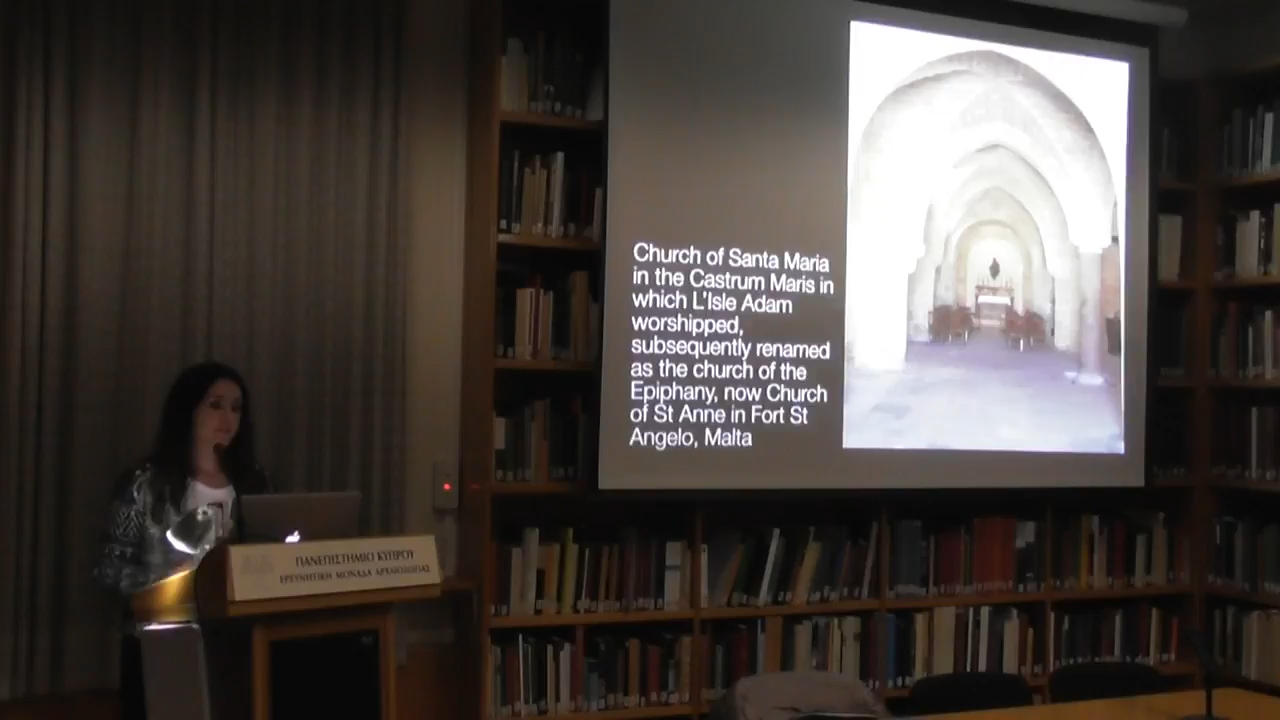 Church of Santa Maria
in the Castrum Maris in
which L'Isle Adam
worshipped,
subsequently renamed
as the church of the
Epiphany, now Church
of St Anne in Fort St
Angelo, Malta
ΠΑΝΕΠΙΣΤΗΜΙΟ ΚΥΠΡΟΥ
ΕΡΕΥΝΗΤΙΚΗ ΜΟΝΑΔΑ ΑΡΧΑΙΟΛΟΓΙΑΣ